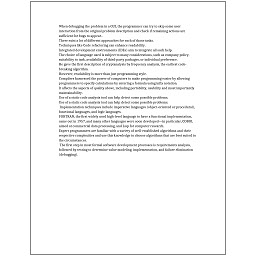 When debugging the problem in a GUI, the programmer can try to skip some user
interaction from the original problem description and check if remaining actions are
sufficient for bugs to appear.
There exist a lot of different approaches for each of those tasks.
Techniques like Code refactoring can enhance readability.
Integrated development environments (IDEs) aim to integrate all such help.
The choice of language used is subject to many considerations, such as company policy,
suitability to task, availability of third-party packages, or individual preference.
He gave the first description of cryptanalysis by frequency analysis, the earliest code-
breaking algorithm.
However, readability is more than just programming style.
Compilers harnessed the power of computers to make programming easier by allowing
programmers to specify calculations by entering a formula using infix notation.
It affects the aspects of quality above, including portability, usability and most importantly
maintainability.
Use of a static code analysis tool can help detect some possible problems.
Use of a static code analysis tool can help detect some possible problems.
Implementation techniques include imperative languages (object-oriented or procedural),
functional languages, and logic languages.
FORTRAN, the first widely used high-level language to have a functional implementation,
came out in 1957, and many other languages were soon developed—in particular, COBOL
aimed at commercial data processing, and Lisp for computer research.
Expert programmers are familiar with a variety of well-established algorithms and their
respective complexities and use this knowledge to choose algorithms that are best suited to
the circumstances.
The first step in most formal software development processes is requirements analysis,
followed by testing to determine value modeling, implementation, and failure elimination
(debugging).